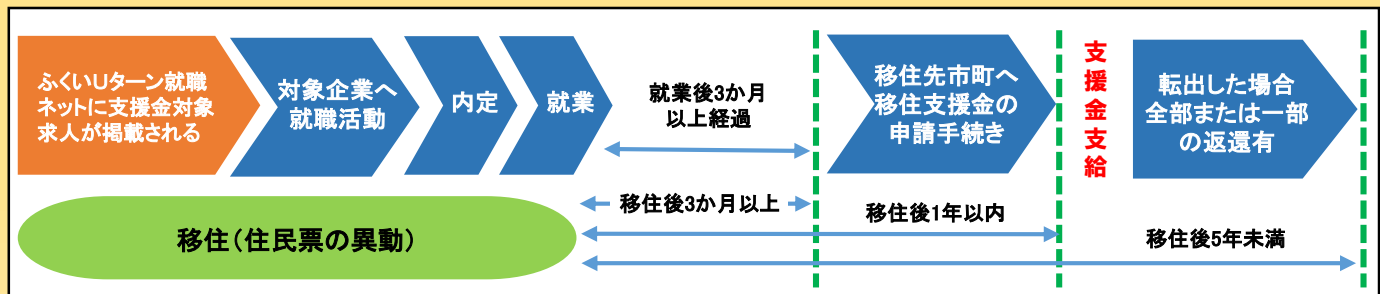 ふくいUターン就職
ネットに支援金対象
求人が掲載される
対象企業へ
就職活動
内定
就業
就業後3か月
以上経過
移住先市町へ
移住支援金の
申請手続き
支援金支給
転出した場合
全部または一部
の返還有
移住(住民票の異動)
移住後3か月以上
移住後1年以内
移住後5年未満